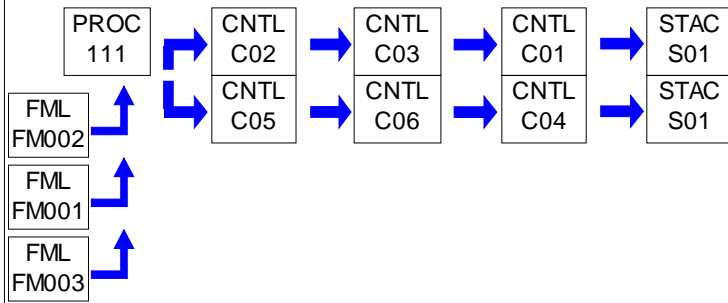 PROC
111
CNTL
C02
CNTL
C03
CNTL
C01
STAC
S01
CNTL
C05
CNTL
C06
CNTL
C04
STAC
S01
FML
FM002
FML
FM001
FML
FM003